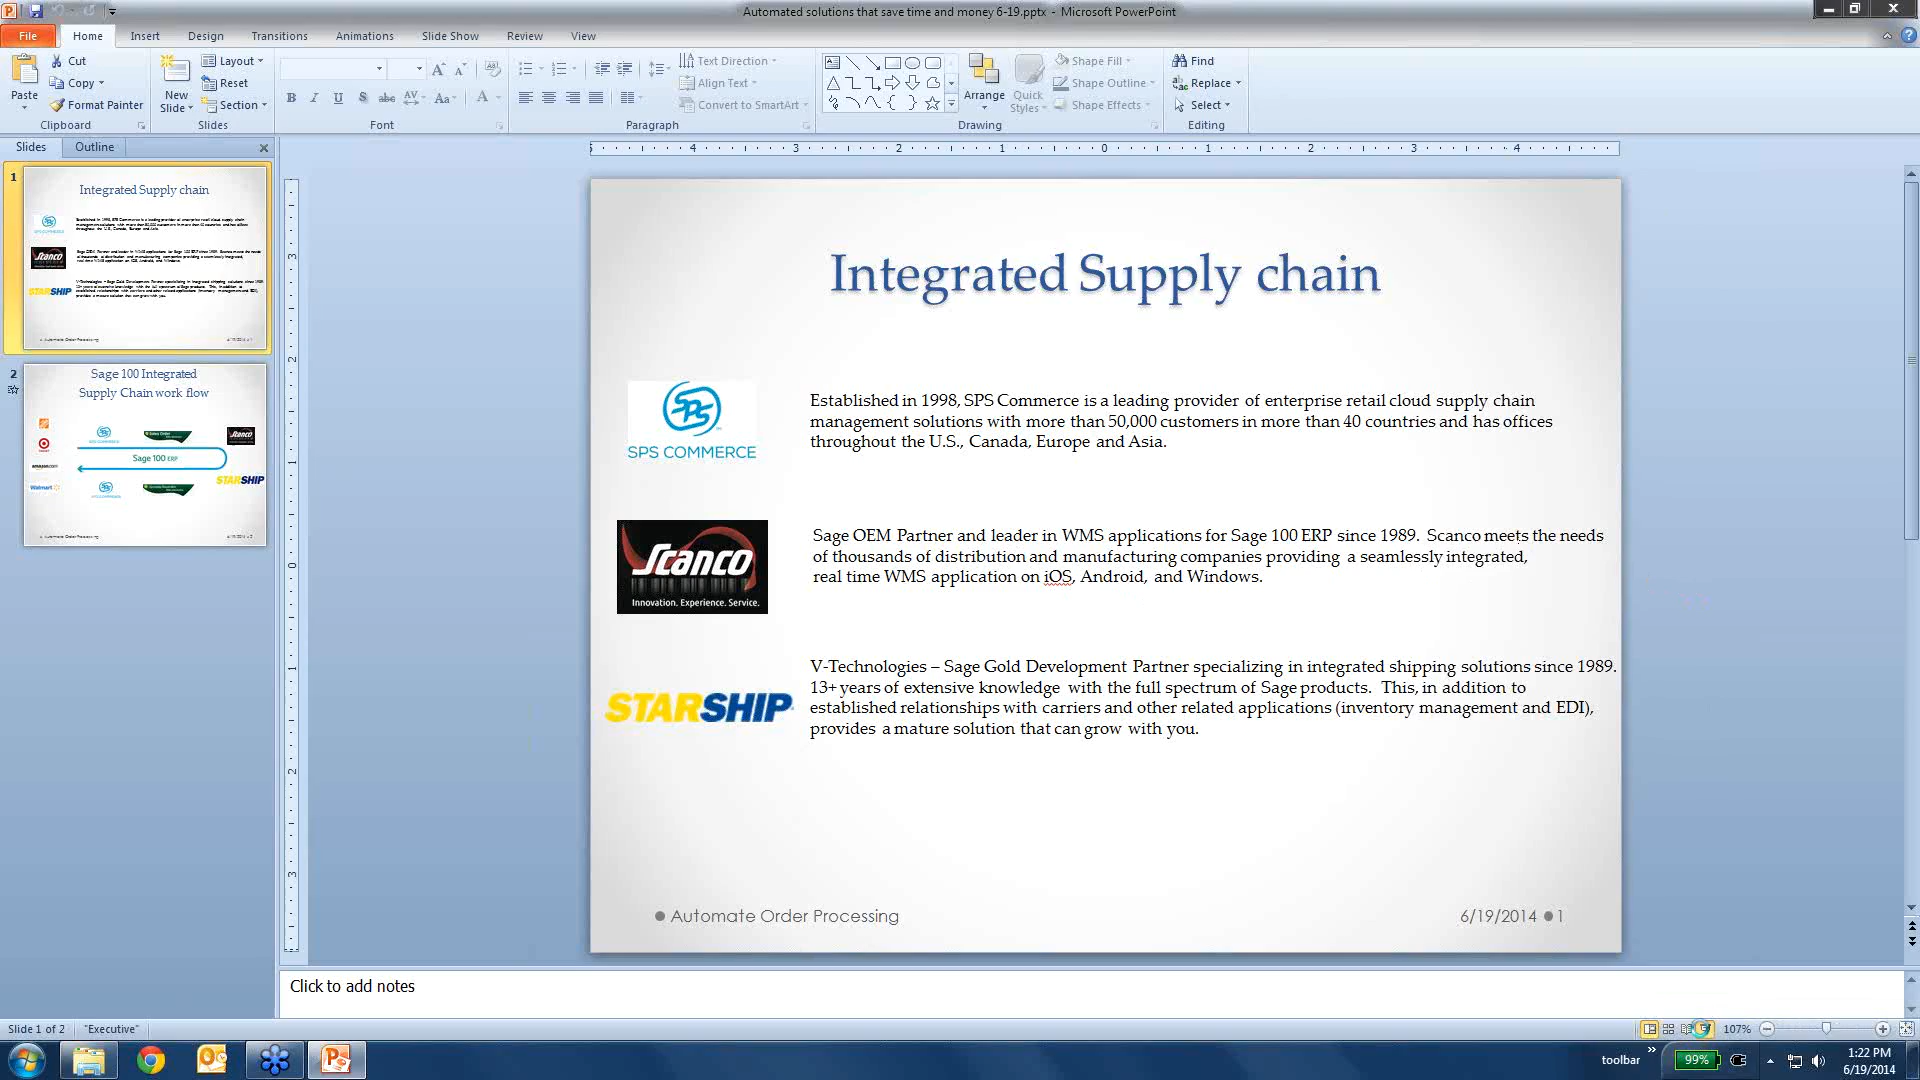 Automated solutions that save time and money 6-19.pptx - Microsoft PowerPoint
File Home Insert Design Transitions Animations Slide Show Review View
Paste
Cut
Copy
Format Painter
Clipboard
New
Slide
Layout
Reset
Section
Slides
Font
Text Direction
Align Text
Convert to SmartArt
Paragraph
Arrange
Quick
Styles
Shape Fill
Shape Outline
Shape Effects
Drawing
Find
Replace
Select
Editing
Slides Outline
1
Integrated Supply chain
2
Sage 100 Integrated
Supply Chain work flow
Sage 100 ERP
Scanco
Walmart
STARSHIP
Integrated Supply chain
SPS
SPS COMMERCE
Established in 1998, SPS Commerce is a leading provider of enterprise retail cloud supply chain
management solutions with more than 50,000 customers in more than 40 countries and has offices
throughout the U.S., Canada, Europe and Asia.
Scanco
Innovation. Experience. Service.
Sage OEM Partner and leader in WMS applications for Sage 100 ERP since 1989. Scanco meets the needs
of thousands of distribution and manufacturing companies providing a seamlessly integrated,
real time WMS application on iOS, Android, and Windows.
STARSHIP
V-Technologies – Sage Gold Development Partner specializing in integrated shipping solutions since 1989.
13+ years of extensive knowledge with the full spectrum of Sage products. This, in addition to
established relationships with carriers and other related applications (inventory management and EDI),
provides a mature solution that can grow with you.
Automate Order Processing
6/19/2014 1
Click to add notes
Slide 1 of 2 "Executive"
107%
toolbar
99%
1:22 PM
6/19/2014